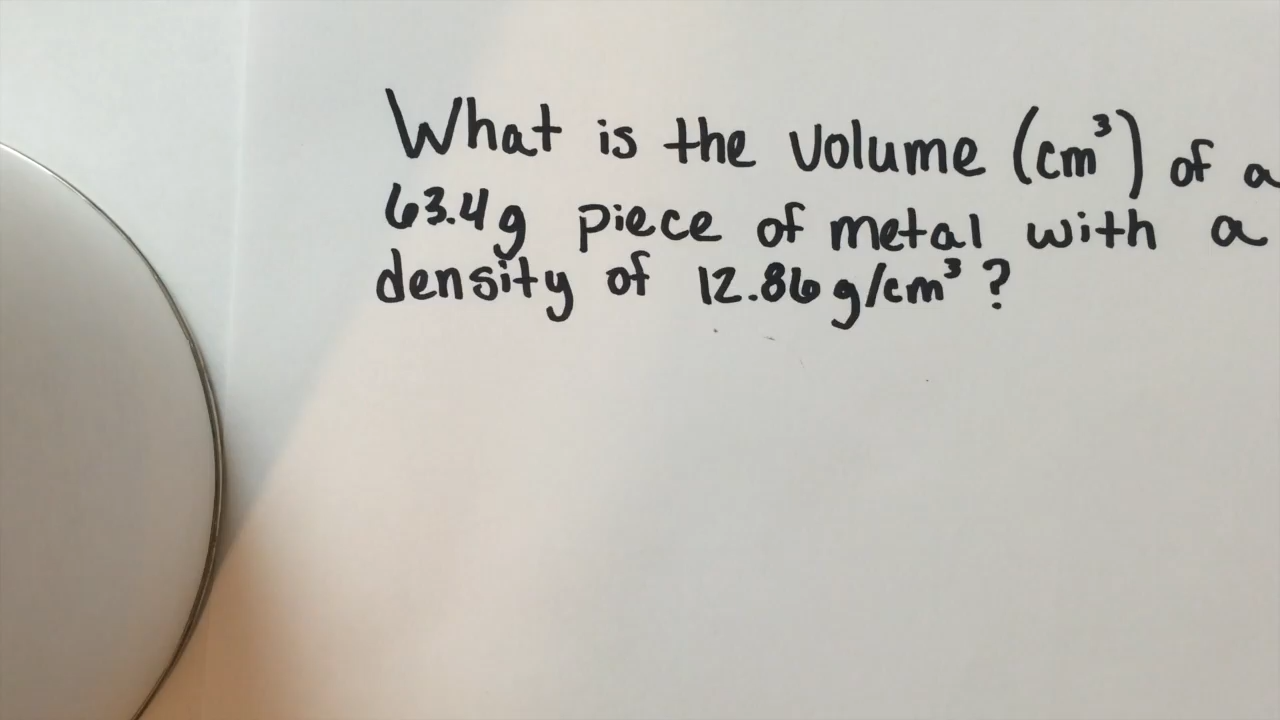 What is the volume (cm³) of a
63.4g piece of metal with a
density of 12.86 g/cm³ ?